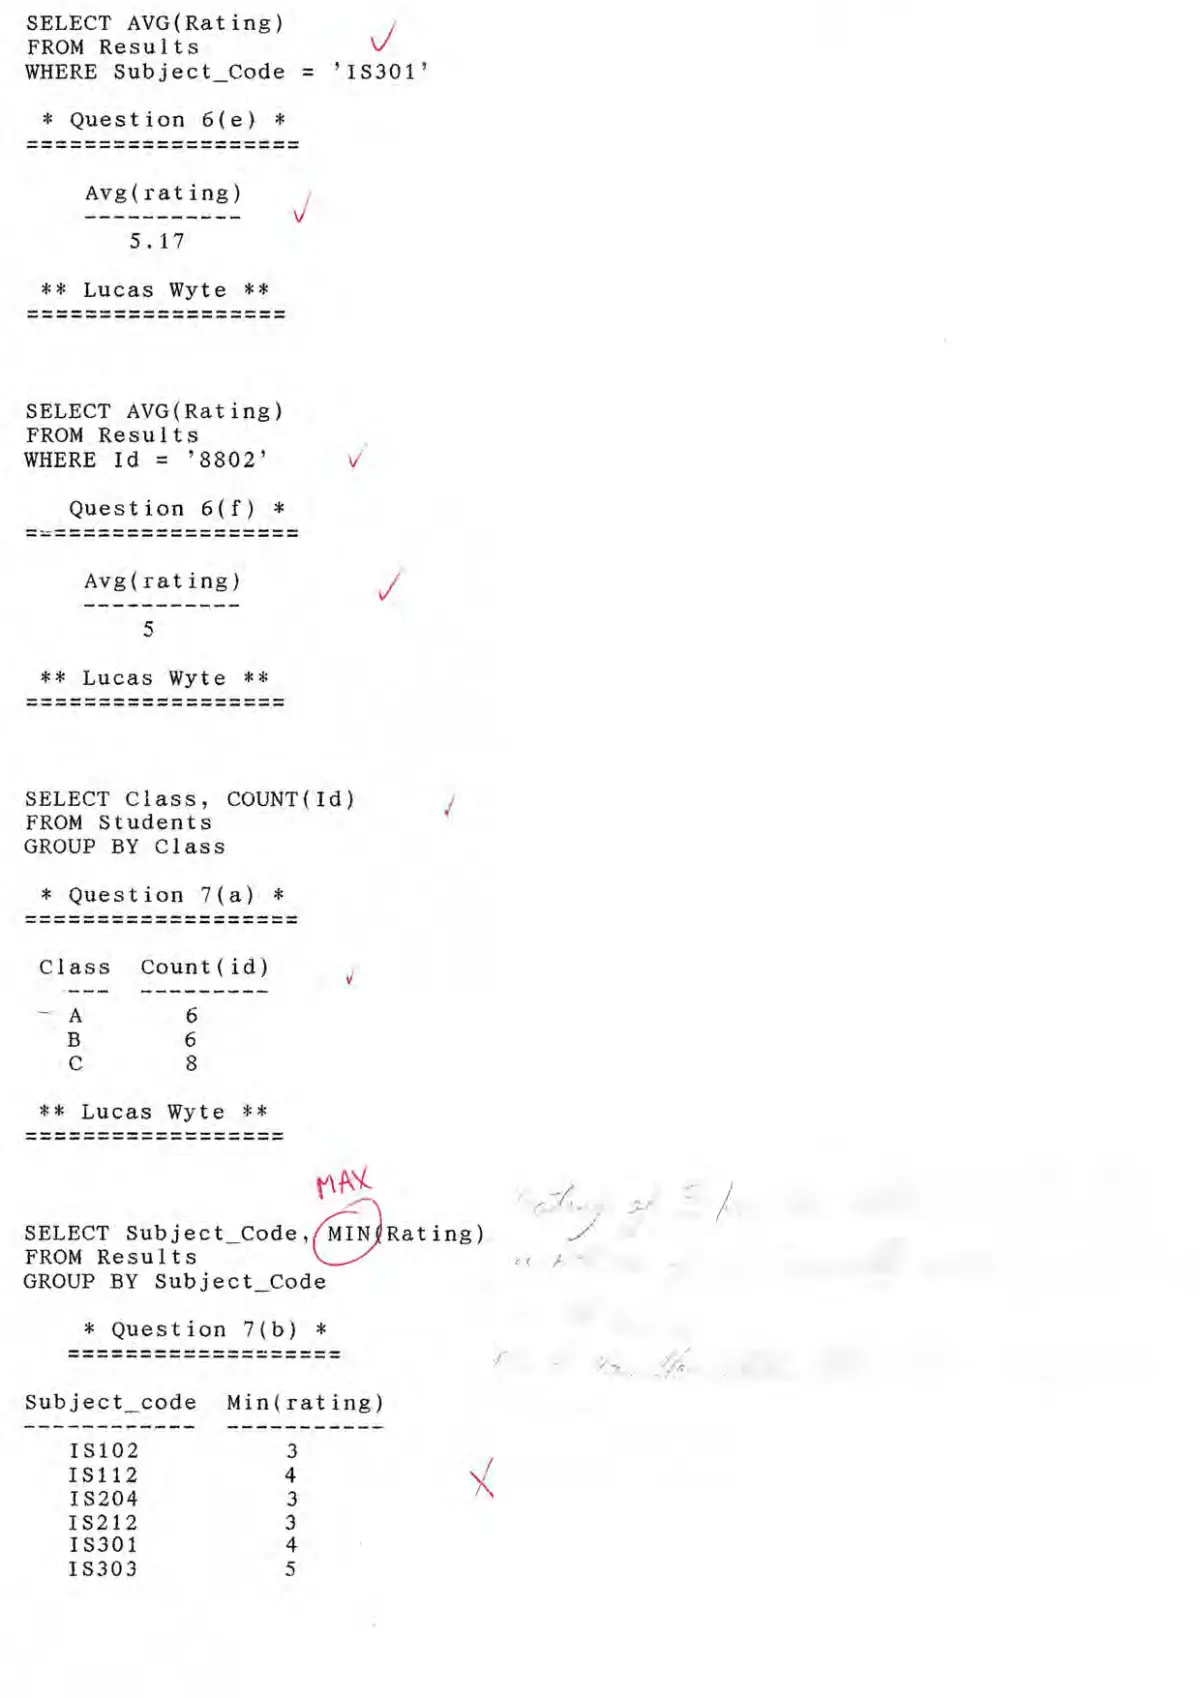 SELECT AVG(Rating)
FROM Results
WHERE Subject_Code = 'IS301'
* Question 6(e) *
===================
Avg(rating)
-----------
5.17
** Lucas Wyte **
==================
SELECT AVG(Rating)
FROM Results
WHERE Id = '8802'
Question 6(f) *
===================
Avg(rating)
-----------
5
** Lucas Wyte **
==================
SELECT Class, COUNT(Id)
FROM Students
GROUP BY Class
* Question 7(a) *
===================
Class Count(id)
--- ---------
A 6
B 6
C 8
** Lucas Wyte **
==================
MAX
SELECT Subject_Code, MIN(Rating)
FROM Results
GROUP BY Subject_Code
* Question 7(b) *
===================
Subject_code Min(rating)
------------ -----------
IS102 3
IS112 4
IS204 3
IS212 3
IS301 4
IS303 5